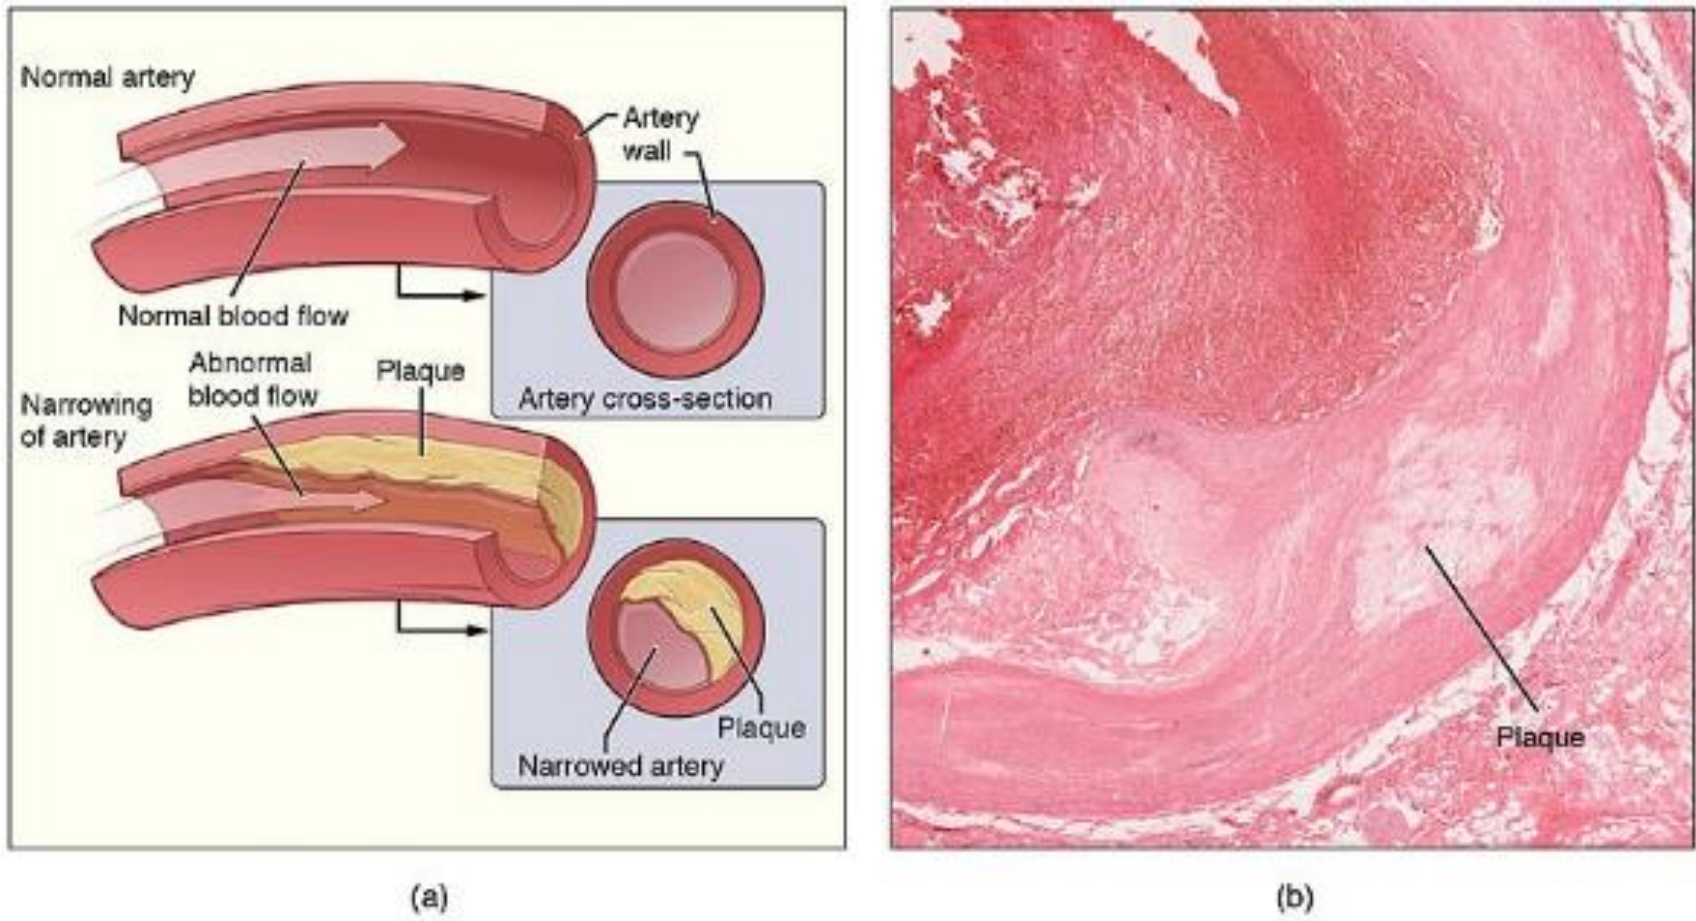 Normal artery
Artery
wall
Normal blood flow
Artery cross-section
Abnormal
blood flow
Plaque
Narrowing
of artery
Plaque
Narrowed artery
Plaque
(a)
(b)